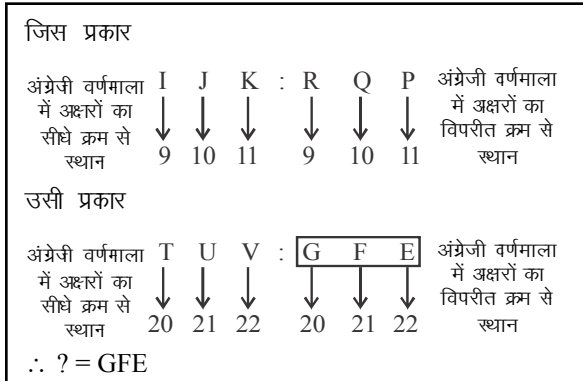 जिस प्रकार
अंग्रेजी वर्णमाला में अक्षरों का सीधे क्रम से स्थान
I J K : R Q P
9 10 11 9 10 11
अंग्रेजी वर्णमाला में अक्षरों का विपरीत क्रम से स्थान
उसी प्रकार
अंग्रेजी वर्णमाला में अक्षरों का सीधे क्रम से स्थान
T U V : G F E
20 21 22 20 21 22
अंग्रेजी वर्णमाला में अक्षरों का विपरीत क्रम से स्थान
∴ ? = GFE